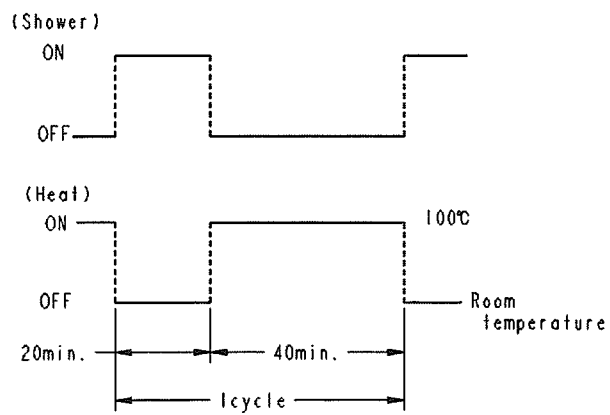 (Shower)
ON
OFF
(Heat)
ON
100℃
OFF
Room
temperature
20min.
40min.
1cycle